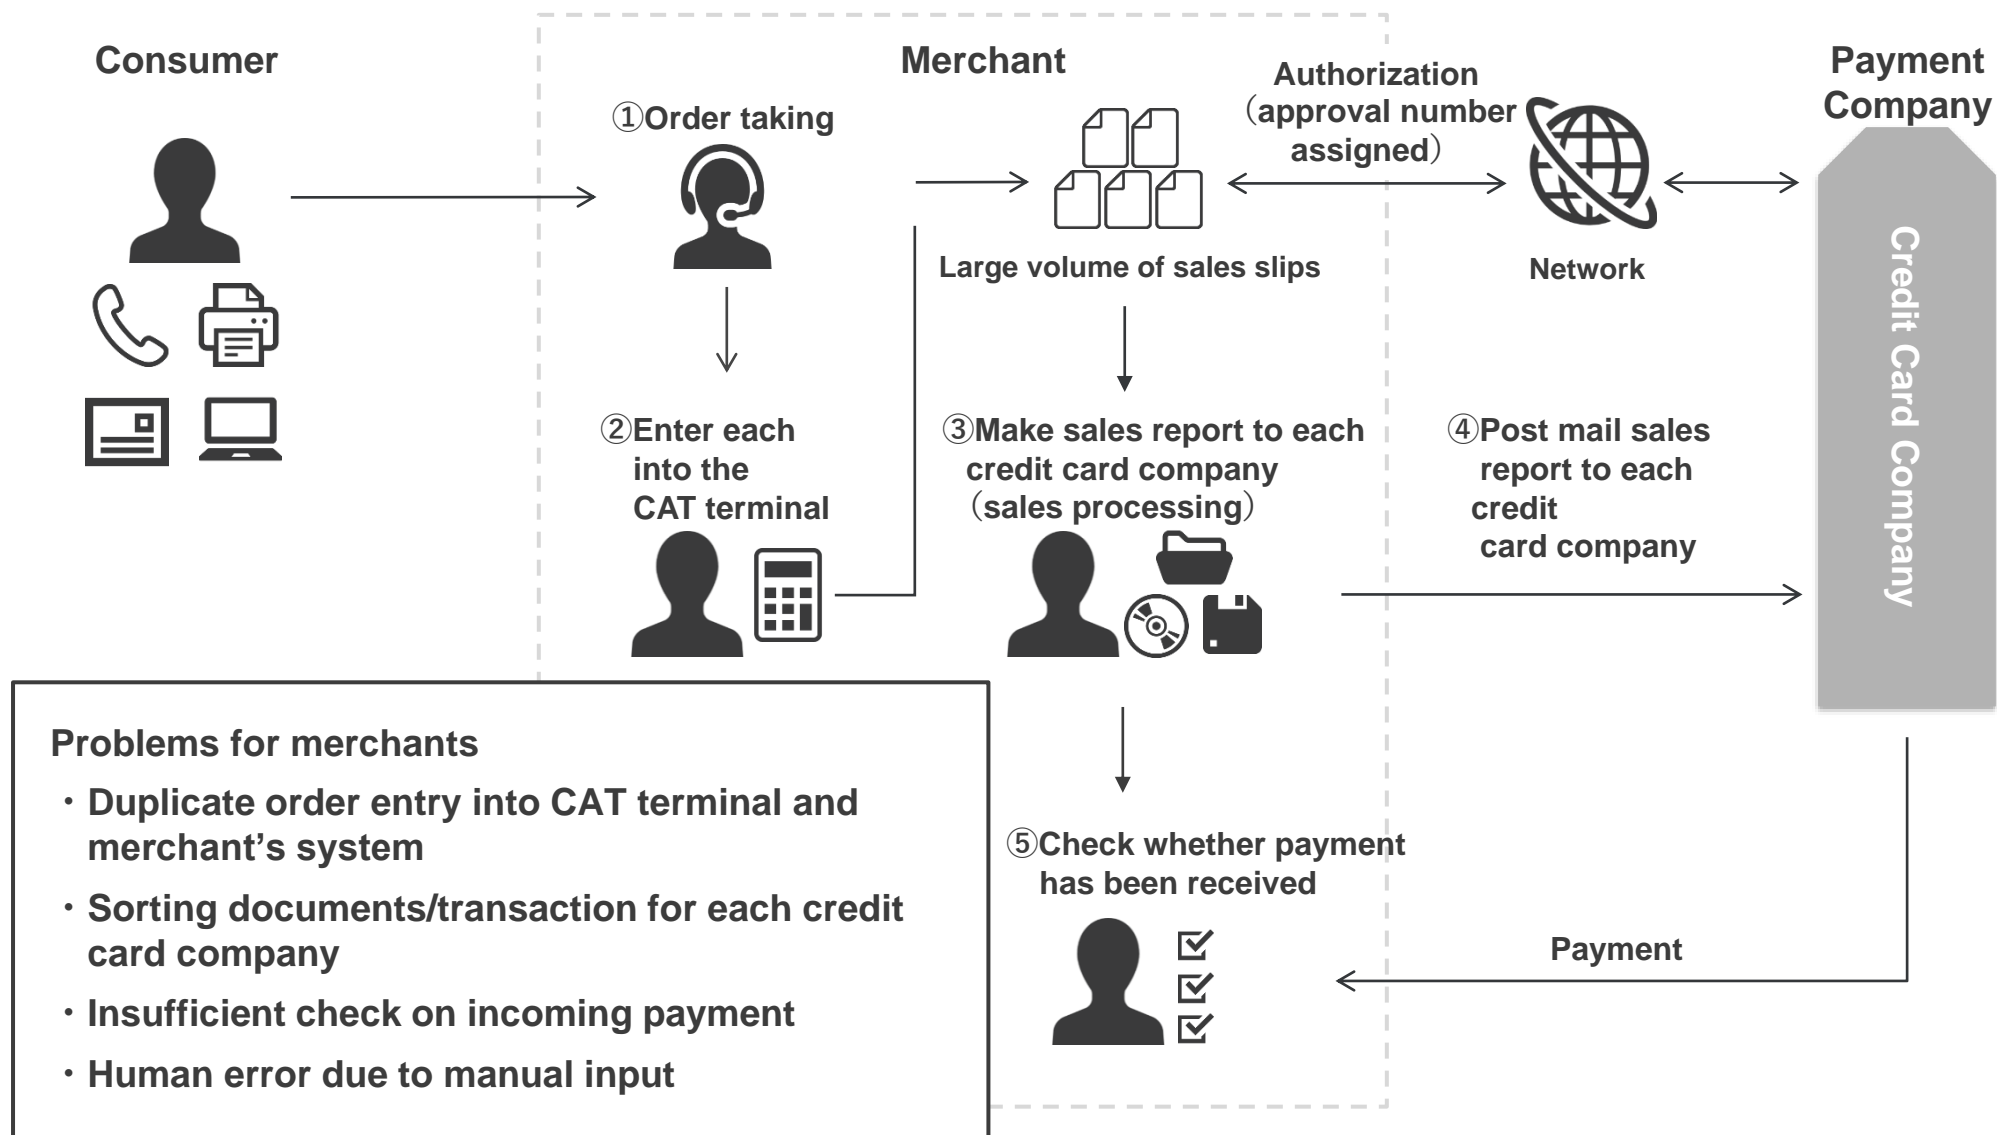 Consumer
Merchant
Payment
Company
Authorization
（approval number
assigned）
①Order taking
Large volume of sales slips
Network
Credit Card Company
②Enter each
into the
CAT terminal
③Make sales report to each
credit card company
（sales processing）
④Post mail sales
report to each
credit
card company
⑤Check whether payment
has been received
Payment
Problems for merchants
・Duplicate order entry into CAT terminal and
merchant’s system
・Sorting documents/transaction for each credit
card company
・Insufficient check on incoming payment
・Human error due to manual input